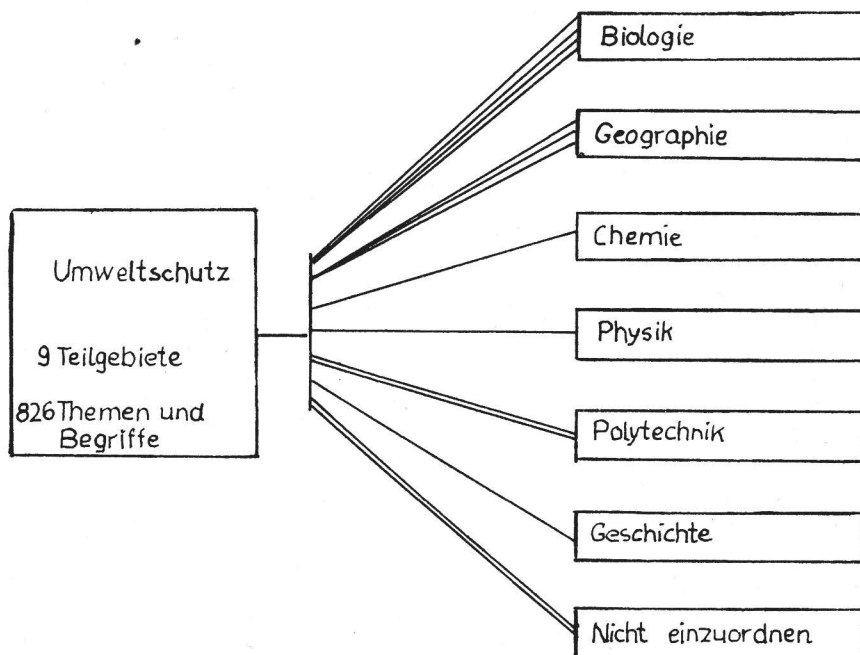 Umweltschutz
9 Teilgebiete
826 Themen und
Begriffe
Biologie
Geographie
Chemie
Physik
Polytechnik
Geschichte
Nicht einzuordnen